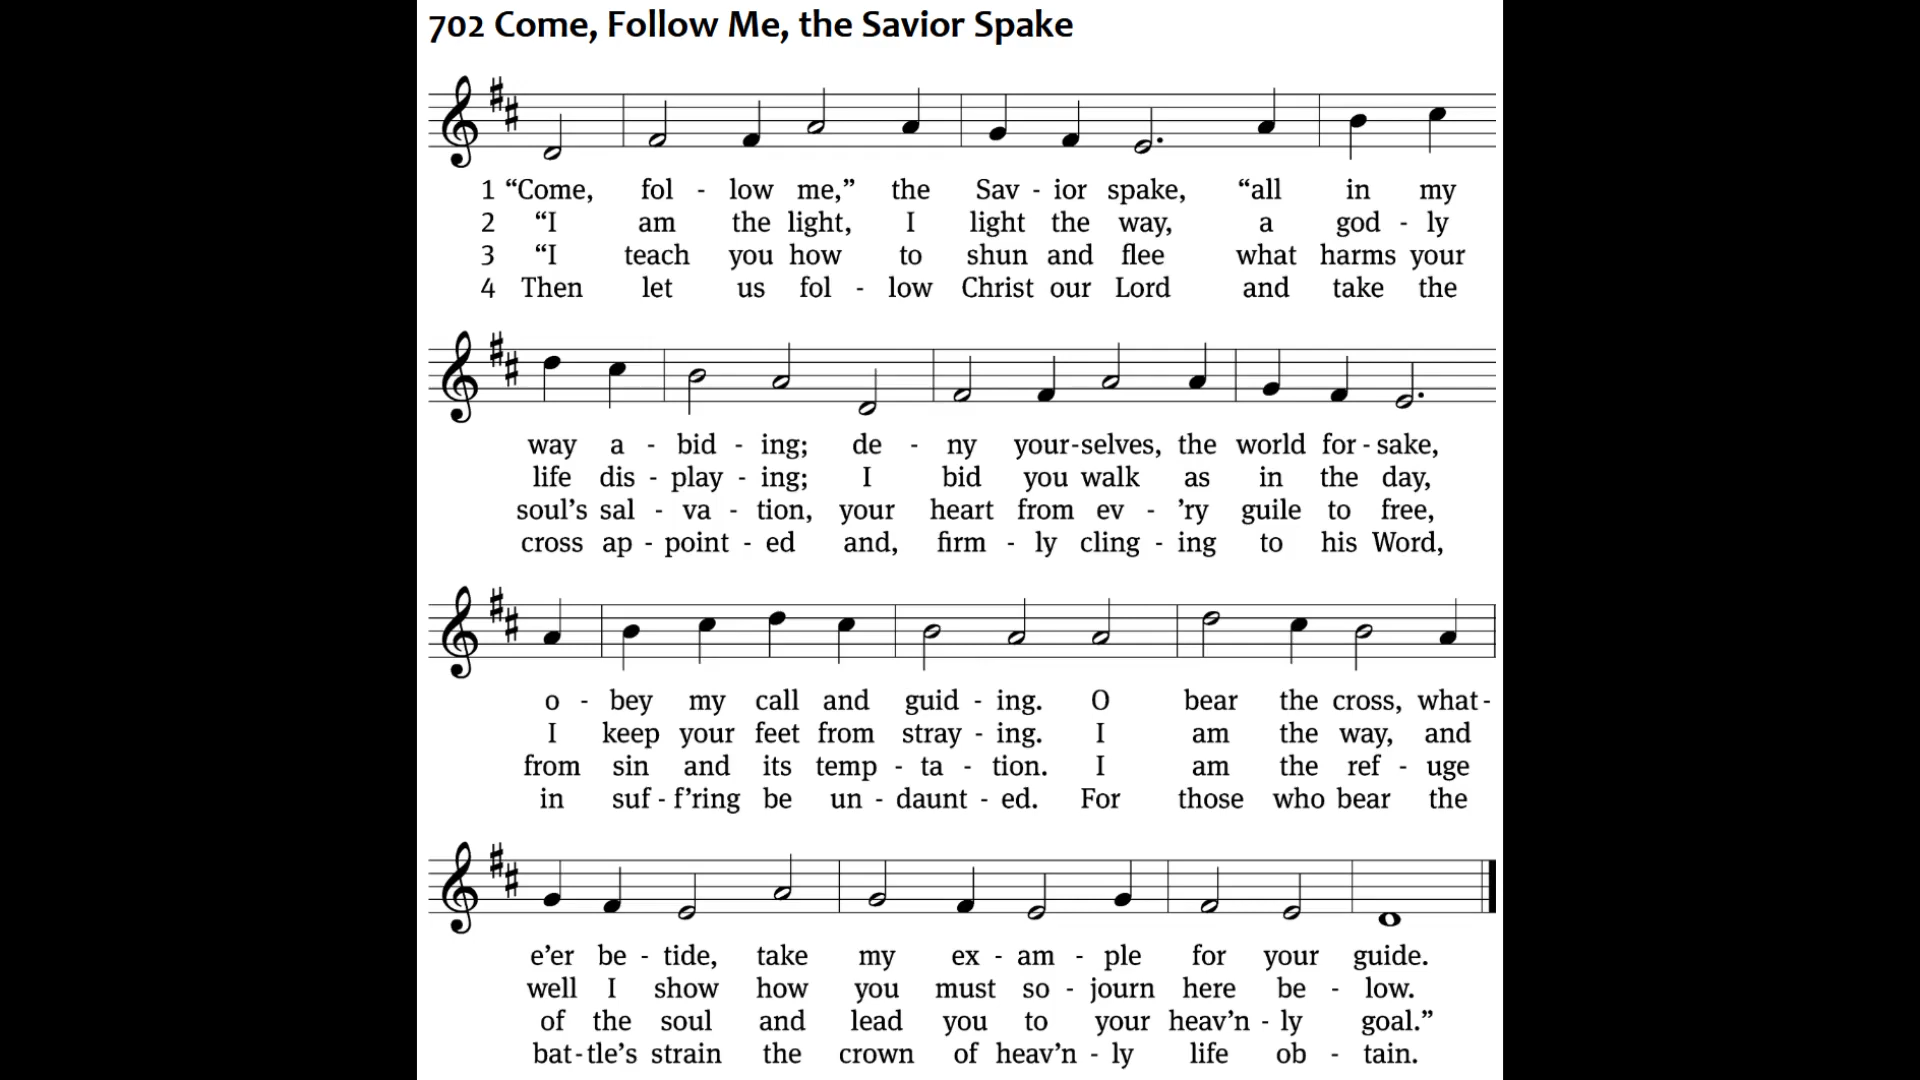 702 Come, Follow Me, the Savior Spake
1 “Come, fol - low me,” the Sav - ior spake, “all in my
2 “I am the light, I light the way, a god - ly
3 “I teach you how to shun and flee what harms your
4 Then let us fol - low Christ our Lord and take the
way a - bid - ing; de - ny your-selves, the world for - sake,
life dis - play - ing; I bid you walk as in the day,
soul’s sal - va - tion, your heart from ev - ’ry guile to free,
cross ap - point - ed and, firm - ly cling - ing to his Word,
o - bey my call and guid - ing. O bear the cross, what -
I keep your feet from stray - ing. I am the way, and
from sin and its temp - ta - tion. I am the ref - uge
in suf - f’ring be un - daunt - ed. For those who bear the
e’er be - tide, take my ex - am - ple for your guide.
well I show how you must so - journ here be - low.
of the soul and lead you to your heav’n - ly goal.”
bat - tle’s strain the crown of heav’n - ly life ob - tain.